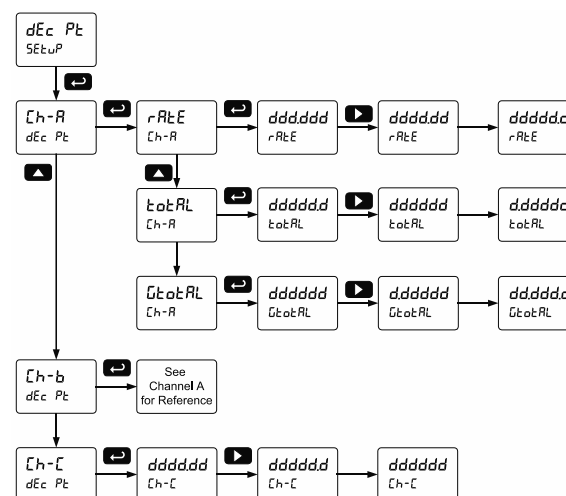 dEc Pt
SEtuP
Ch-A
dEc Pt
rAtE
Ch-A
ddd.ddd
rAtE
dddd.dd
rAtE
ddddd.d
rAtE
totAL
Ch-A
ddddd.d
totAL
dddddd
totAL
d.ddddd
totAL
GtotAL
Ch-A
dddddd
GtotAL
d.ddddd
GtotAL
dd.ddd.d
GtotAL
Ch-b
dEc Pt
See
Channel A
for Reference
Ch-C
dEc Pt
dddd.dd
Ch-C
ddddd.d
Ch-C
dddddd
Ch-C